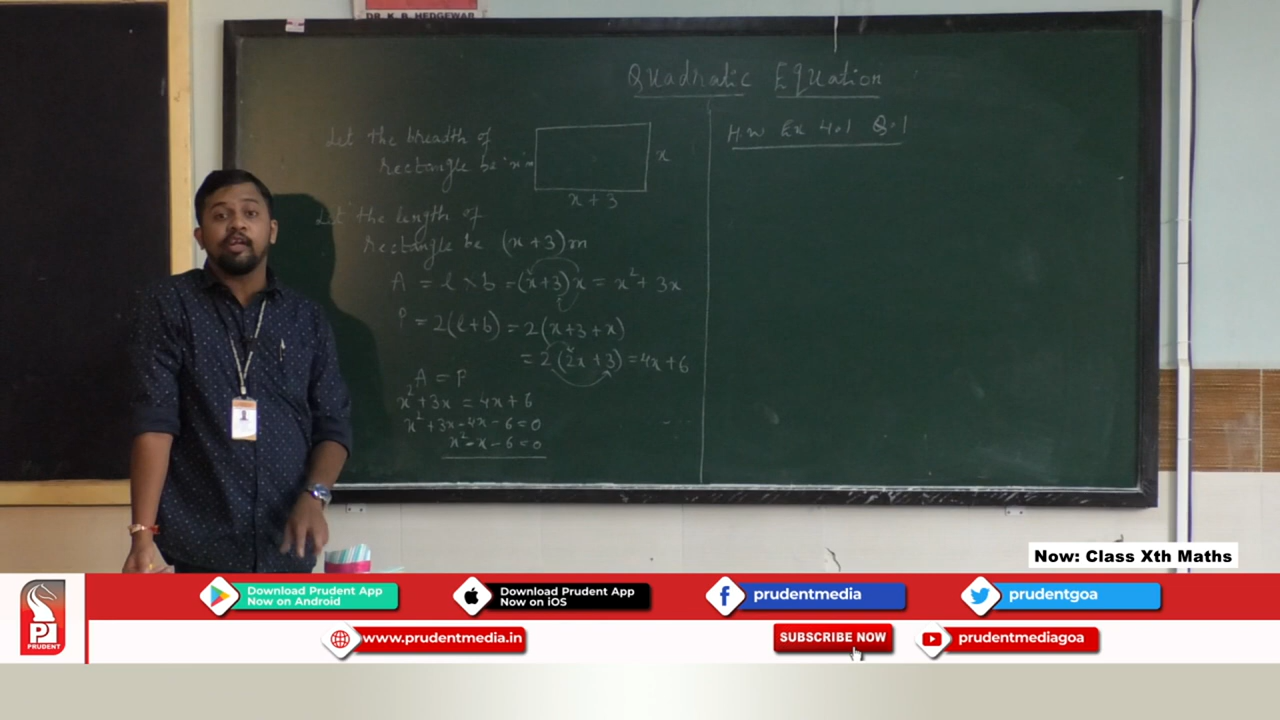 DR. K. B. HEDGEWAR
Quadratic Equation
Let the breadth of
rectangle be 'x' m
x
x + 3
Let the length of
rectangle be (x+3)m
A = l × b = (x+3)x = x² + 3x
P = 2(l+b) = 2(x+3+x)
= 2(2x+3) = 4x+6
A = P
x² + 3x = 4x + 6
x² + 3x - 4x - 6 = 0
x² - x - 6 = 0
H.W Ex 4.1 Q.1
Now: Class Xth Maths
PRUDENT
Download Prudent App
Now on Android
Download Prudent App
Now on iOS
prudentmedia
prudentgoa
www.prudentmedia.in
SUBSCRIBE NOW
prudentmediagoa